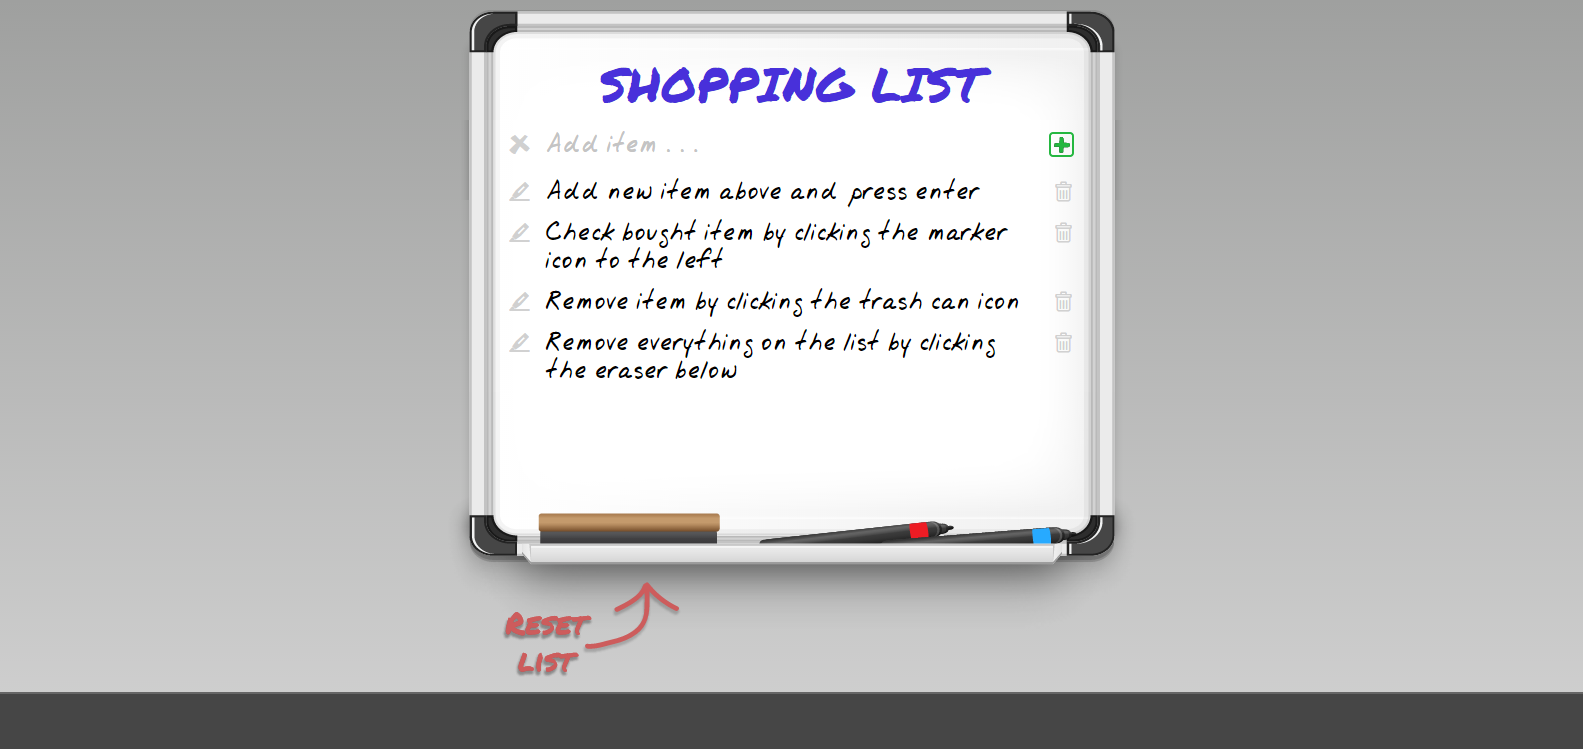 SHOPPING LIST
Add item . . .
Add new item above and press enter
Check bought item by clicking the marker
icon to the left
Remove item by clicking the trash can icon
Remove everything on the list by clicking
the eraser below
RESET
LIST